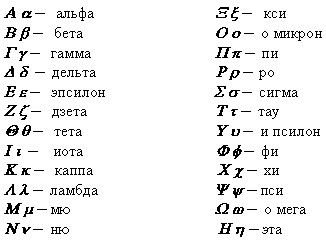 Α α — альфа
Β β — бета
Γ γ — гамма
Δ δ — дельта
Ε ε — эпсилон
Ζ ζ — дзета
Θ θ — тета
Ι ι — иота
Κ κ — каппа
Λ λ — ламбда
Μ μ — мю
Ν ν — ню
Ξ ξ — кси
Ο ο — о микрон
Π π — пи
Ρ ρ — ро
Σ σ — сигма
Τ τ — тау
Υ υ — и псилон
Φ ϕ — фи
Χ χ — хи
Ψ ψ — пси
Ω ω — о мега
Η η — эта